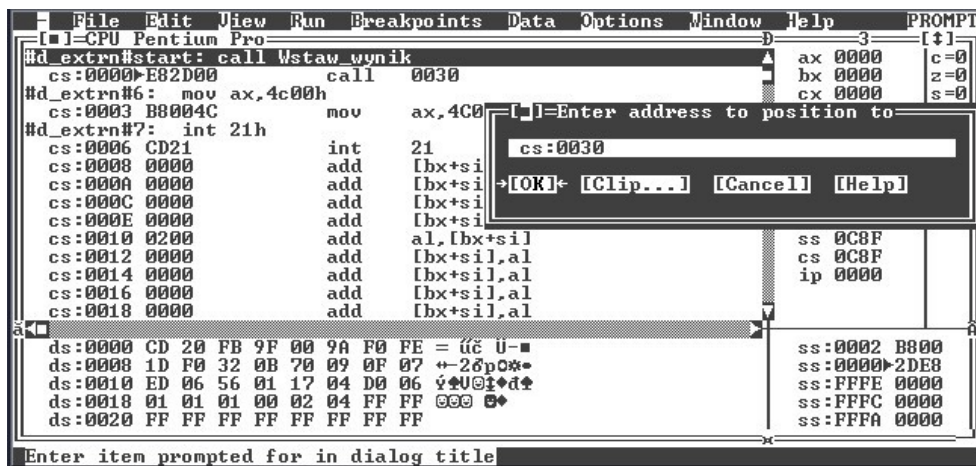 File Edit View Run Breakpoints Data Options Window Help PROMPT
[■]=CPU Pentium Pro 3 [↕]
#d_extrn#start: call Wstaw_wynik ax 0000 c=0
cs:0000►E82D00 call 0030 bx 0000 z=0
#d_extrn#6: mov ax,4c00h cx 0000 s=0
cs:0003 B8004C mov ax,4C0
[■]=Enter address to position to
#d_extrn#7: int 21h
cs:0006 CD21 int 21
cs:0030
cs:0008 0000 add [bx+si
cs:000A 0000 add [bx+si
→[OK]← [Clip...] [Cancel] [Help]
cs:000C 0000 add [bx+si
cs:000E 0000 add [bx+si
cs:0010 0200 add al,[bx+si] ss 0C8F
cs:0012 0000 add [bx+si],al cs 0C8F
cs:0014 0000 add [bx+si],al ip 0000
cs:0016 0000 add [bx+si],al
cs:0018 0000 add [bx+si],al
ds:0000 CD 20 FB 9F 00 9A F0 FE ss:0002 B800
ds:0008 1D F0 32 0B 70 09 0F 07 ss:0000►2DE8
ds:0010 ED 06 56 01 17 04 D0 06 ss:FFFE 0000
ds:0018 01 01 01 00 02 04 FF FF ss:FFFC 0000
ds:0020 FF FF FF FF FF FF FF FF ss:FFFA 0000
Enter item prompted for in dialog title